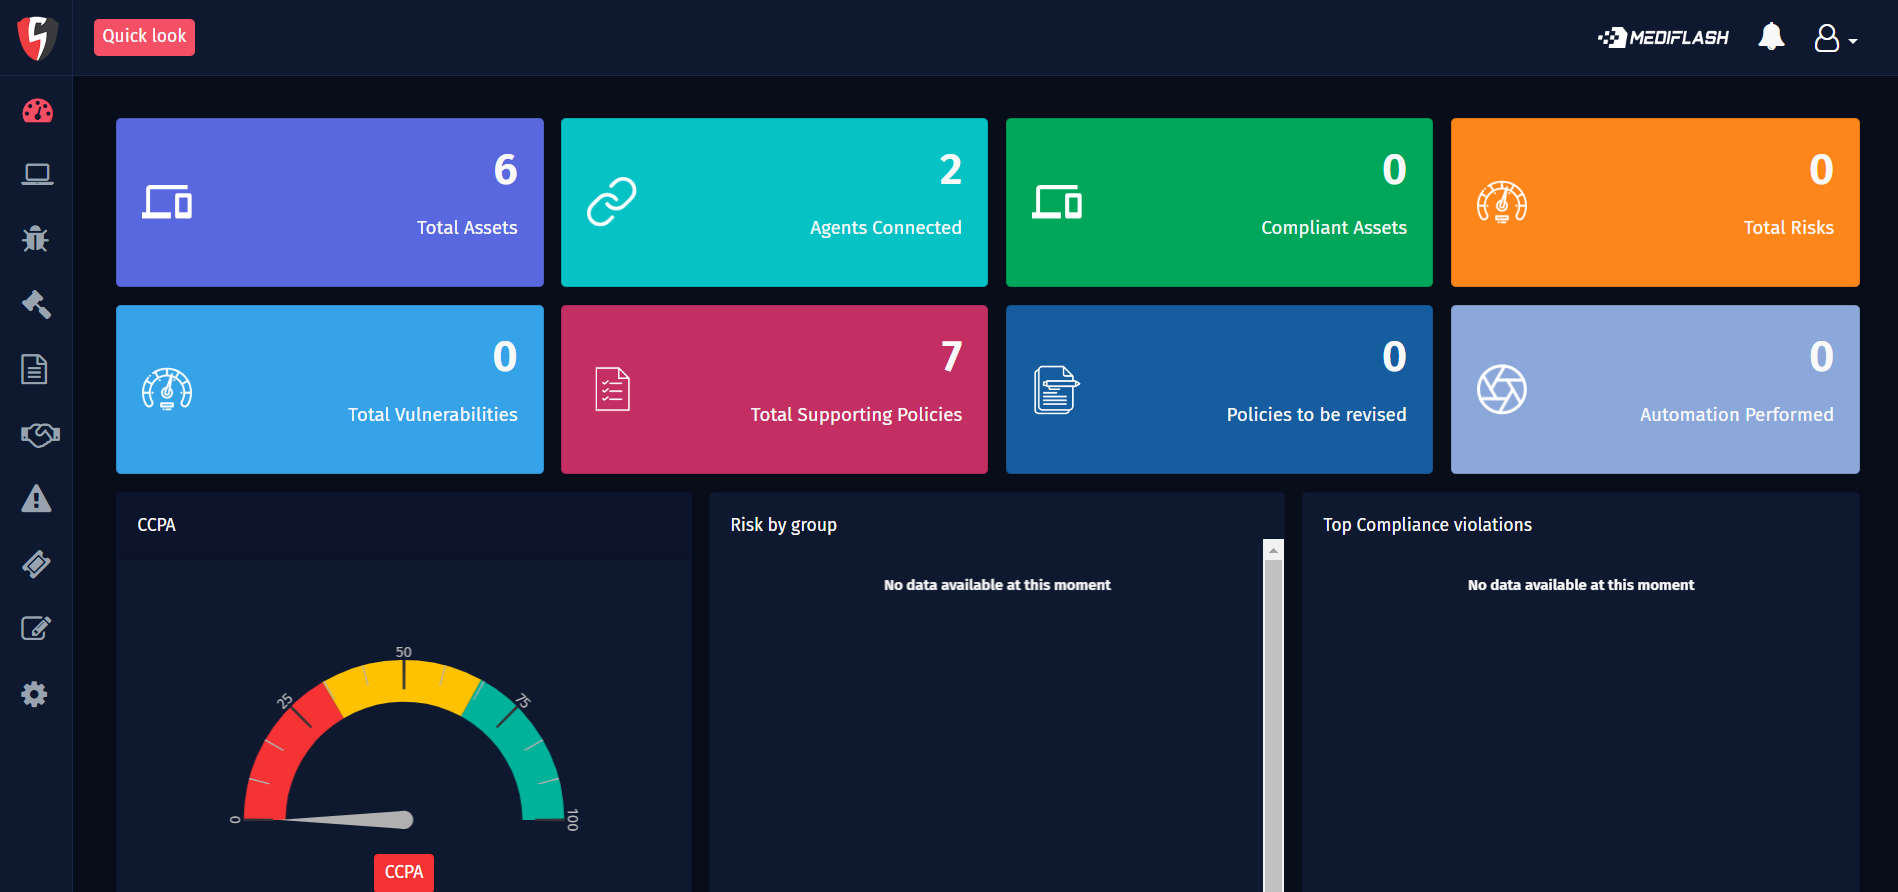 Quick look
MEDIFLASH
6
Total Assets
2
Agents Connected
0
Compliant Assets
0
Total Risks
0
Total Vulnerabilities
7
Total Supporting Policies
0
Policies to be revised
0
Automation Performed
CCPA
0
25
50
75
100
CCPA
Risk by group
No data available at this moment
Top Compliance violations
No data available at this moment